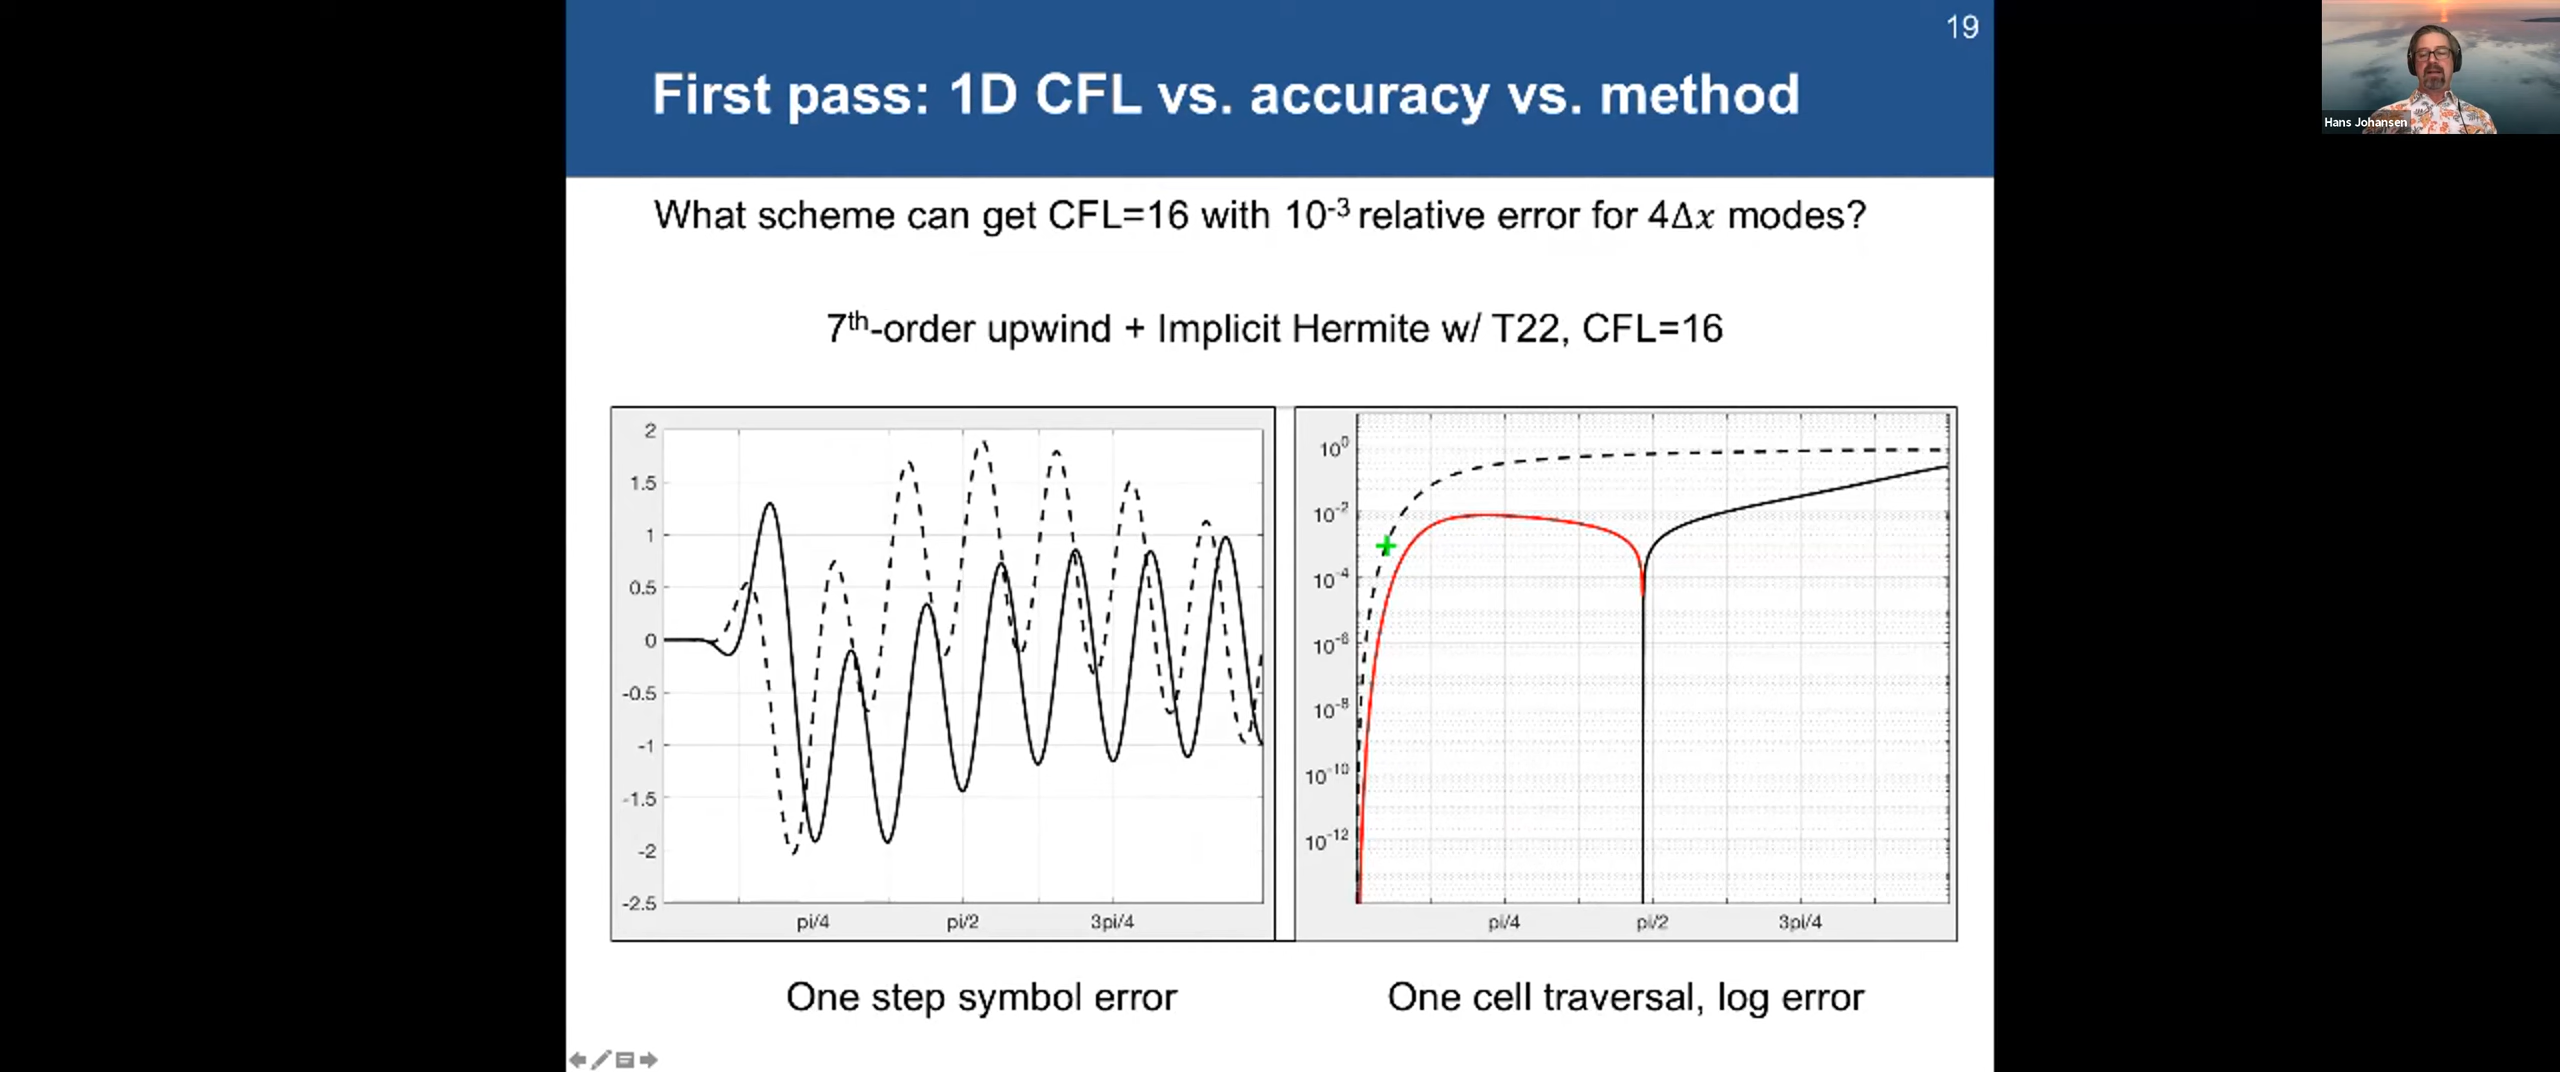 19
First pass: 1D CFL vs. accuracy vs. method
Hans Johansen
What scheme can get CFL=16 with 10⁻³ relative error for 4Δx modes?
7ᵗʰ-order upwind + Implicit Hermite w/ T22, CFL=16
2
1.5
1
0.5
0
-0.5
-1
-1.5
-2
-2.5
pi/4 pi/2 3pi/4
10⁰
10⁻²
10⁻⁴
10⁻⁶
10⁻⁸
10⁻¹⁰
10⁻¹²
pi/4 pi/2 3pi/4
One step symbol error
One cell traversal, log error